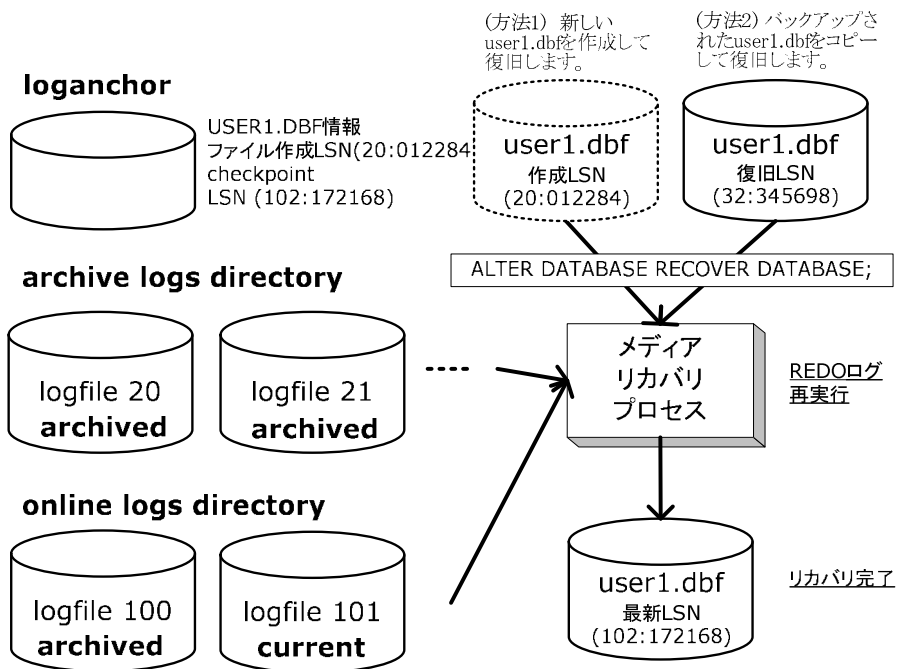 (方法1) 新しい
user1.dbfを作成して
復旧します。
(方法2) バックアップさ
れたuser1.dbfをコピー
して復旧します。
loganchor
USER1.DBF情報
ファイル作成LSN(20:012284
checkpoint
LSN (102:172168)
user1.dbf
作成LSN
(20:012284)
user1.dbf
復旧LSN
(32:345698)
ALTER DATABASE RECOVER DATABASE;
archive logs directory
logfile 20
archived
logfile 21
archived
メディア
リカバリ
プロセス
REDOログ
再実行
online logs directory
logfile 100
archived
logfile 101
current
user1.dbf
最新LSN
(102:172168)
リカバリ完了